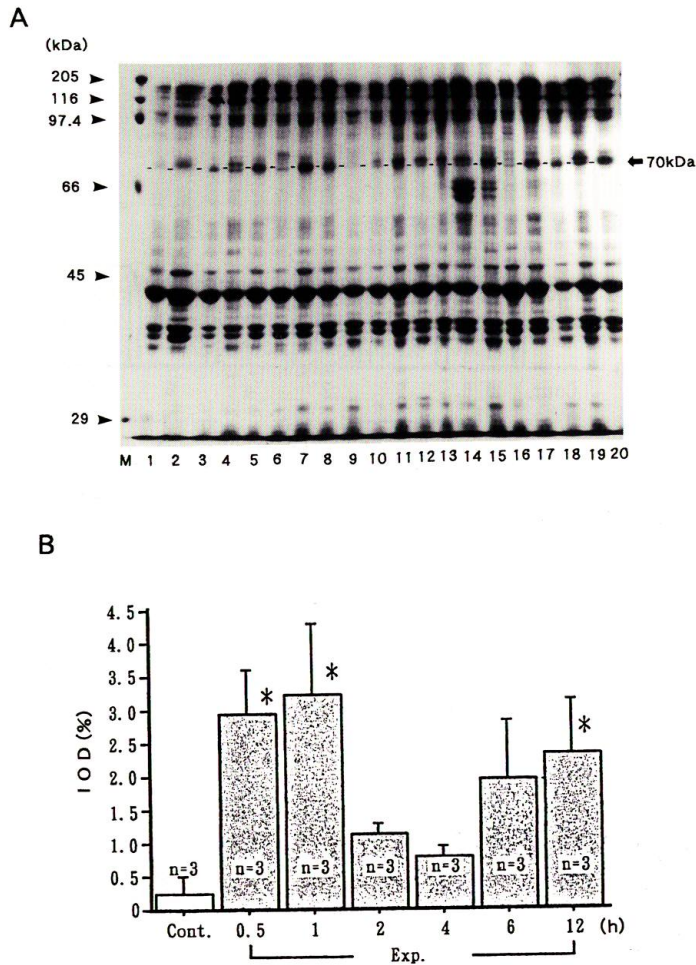 A
(kDa)
205
116
97.4
66
45
29
70kDa
M 1 2 3 4 5 6 7 8 9 10 11 12 13 14 15 16 17 18 19 20
B
IOD(%)
4.5
4.0
3.5
3.0
2.5
2.0
1.5
1.0
0.5
0
n=3 n=3 n=3 n=3 n=3 n=3 n=3
* * *
Cont. 0.5 1 2 4 6 12 (h)
Exp.